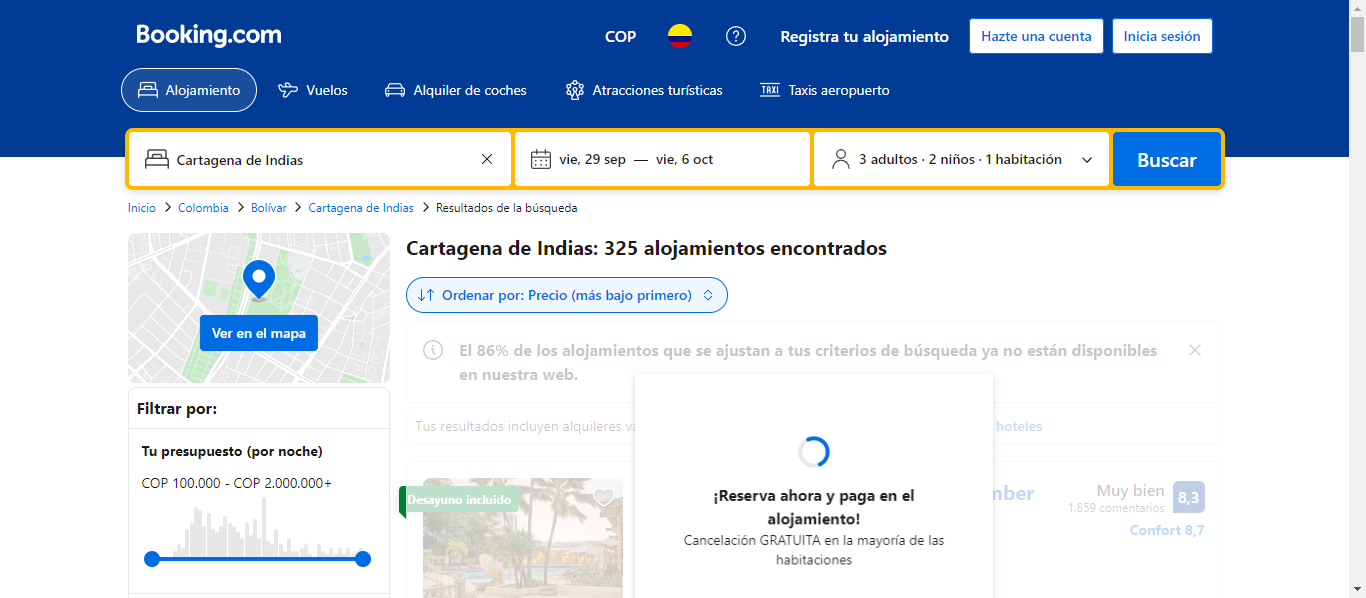 Booking.com
COP
Registra tu alojamiento
Hazte una cuenta
Inicia sesión
Alojamiento
Vuelos
Alquiler de coches
Atracciones turísticas
TAXI
Taxis aeropuerto
Cartagena de Indias
vie, 29 sep — vie, 6 oct
3 adultos · 2 niños · 1 habitación
Buscar
Inicio > Colombia > Bolívar > Cartagena de Indias > Resultados de la búsqueda
Ver en el mapa
Filtrar por:
Tu presupuesto (por noche)
COP 100.000 - COP 2.000.000+
Cartagena de Indias: 325 alojamientos encontrados
Ordenar por: Precio (más bajo primero)
El 86% de los alojamientos que se ajustan a tus criterios de búsqueda ya no están disponibles
en nuestra web.
Tus resultados incluyen alquileres
hoteles
Desayuno incluido
Muy bien
8,3
1.859 comentarios
Confort 8,7
¡Reserva ahora y paga en el
alojamiento!
Cancelación GRATUITA en la mayoría de las
habitaciones